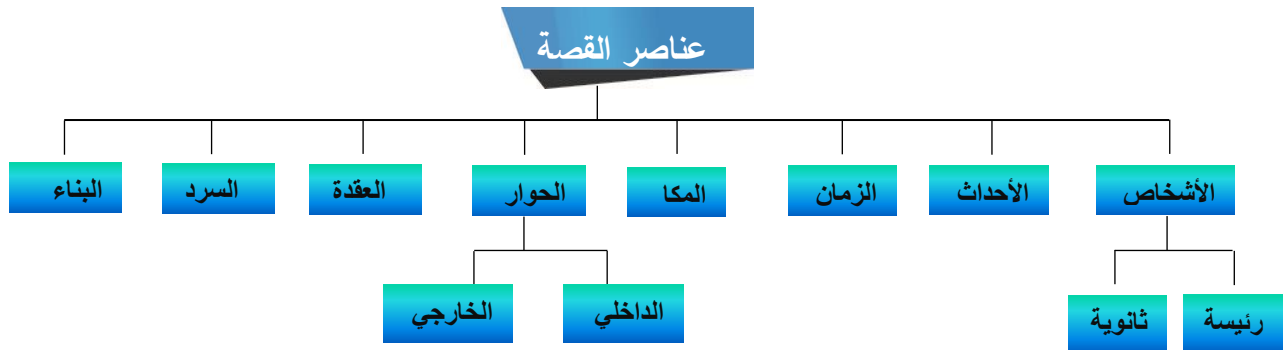 عناصر القصة
الأشخاص
الأحداث
الزمان
المكا
الحوار
العقدة
السرد
البناء
رئيسة
ثانوية
الداخلي
الخارجي